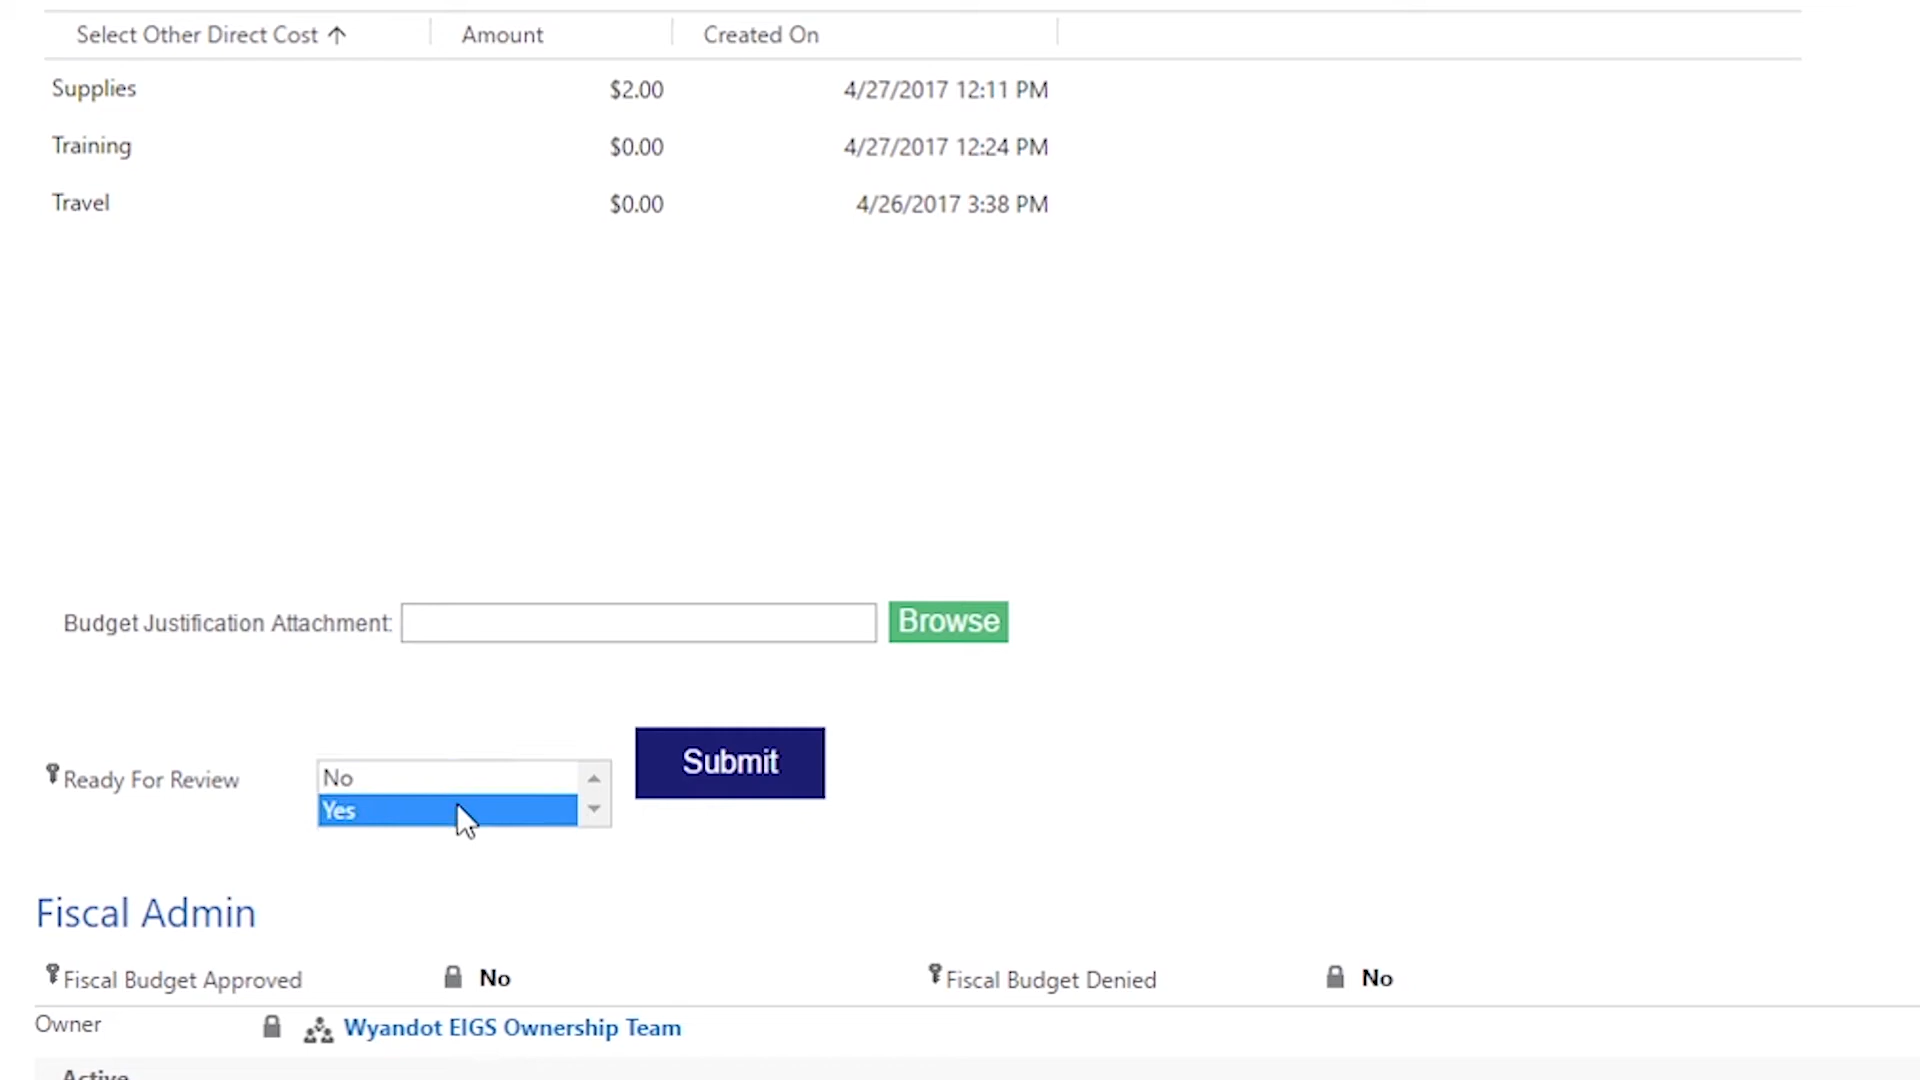 Select Other Direct Cost ↑ Amount Created On
Supplies $2.00 4/27/2017 12:11 PM
Training $0.00 4/27/2017 12:24 PM
Travel $0.00 4/26/2017 3:38 PM
Budget Justification Attachment: Browse
Submit
Ready For Review No
Yes
Fiscal Admin
Fiscal Budget Approved No Fiscal Budget Denied No
Owner Wyandot EIGS Ownership Team
Active